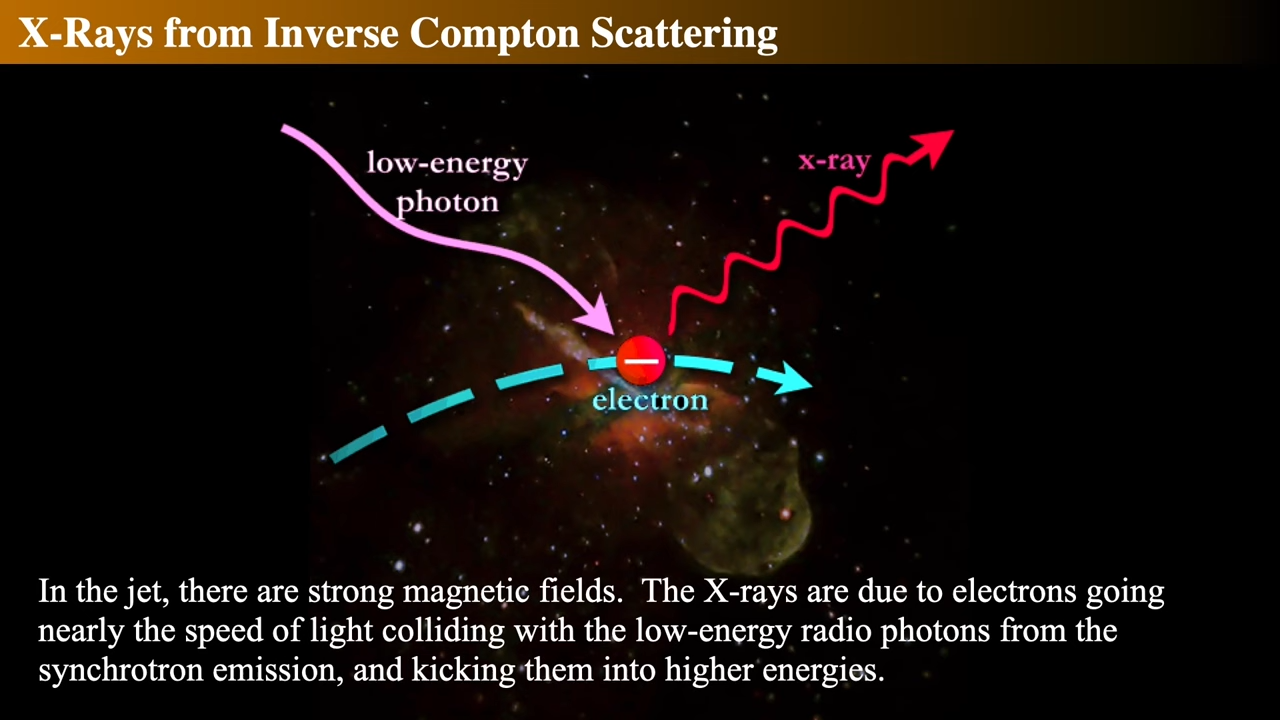 X-Rays from Inverse Compton Scattering
low-energy
photon
x-ray
electron
In the jet, there are strong magnetic fields.  The X-rays are due to electrons going
nearly the speed of light colliding with the low-energy radio photons from the
synchrotron emission, and kicking them into higher energies.